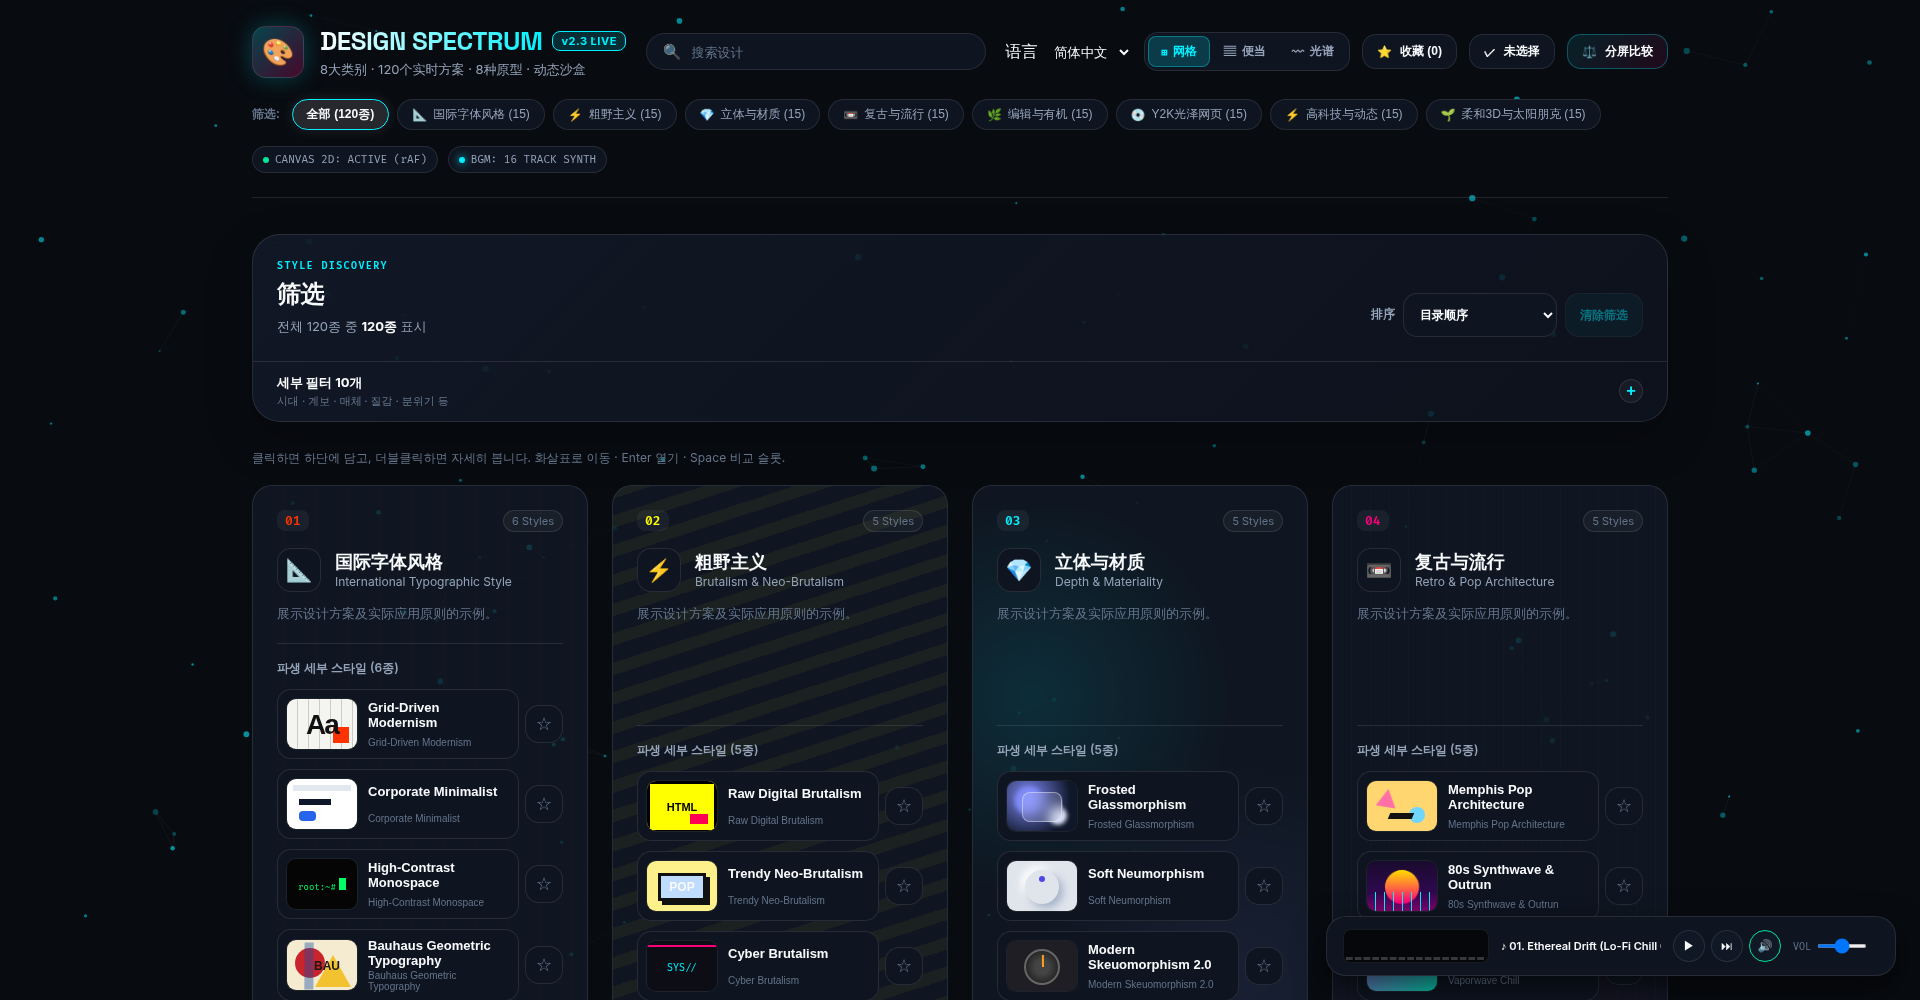 DESIGN SPECTRUM
v2.3 LIVE
8大类别 · 120个实时方案 · 8种原型 · 动态沙盒
搜索设计
语言 简体中文
网格 便当 光谱
收藏 (0)
未选择
分屏比较
筛选:
全部 (120종)
国际字体风格 (15)
粗野主义 (15)
立体与材质 (15)
复古与流行 (15)
编辑与有机 (15)
Y2K光泽网页 (15)
高科技与动态 (15)
柔和3D与太阳朋克 (15)
CANVAS 2D: ACTIVE (rAF)
BGM: 16 TRACK SYNTH
STYLE DISCOVERY
筛选
전체 120종 중 120종 표시
排序
目录顺序
清除筛选
세부 필터 10개
시대 · 계보 · 매체 · 질감 · 분위기 등
+
클릭하면 하단에 담고, 더블클릭하면 자세히 봅니다. 화살표로 이동 · Enter 열기 · Space 비교 슬롯.
01
6 Styles
国际字体风格
International Typographic Style
展示设计方案及实际应用原则的示例。
파생 세부 스타일 (6종)
Aa
Grid-Driven
Modernism
Grid-Driven Modernism
Corporate Minimalist
Corporate Minimalist
root:~#
High-Contrast
Monospace
High-Contrast Monospace
BAU
Bauhaus Geometric
Typography
Bauhaus Geometric
Typography
02
5 Styles
粗野主义
Brutalism & Neo-Brutalism
展示设计方案及实际应用原则的示例。
파생 세부 스타일 (5종)
HTML
Raw Digital Brutalism
Raw Digital Brutalism
POP
Trendy Neo-Brutalism
Trendy Neo-Brutalism
SYS//
Cyber Brutalism
Cyber Brutalism
03
5 Styles
立体与材质
Depth & Materiality
展示设计方案及实际应用原则的示例。
파생 세부 스타일 (5종)
Frosted
Glassmorphism
Frosted Glassmorphism
Soft Neumorphism
Soft Neumorphism
Modern
Skeuomorphism 2.0
Modern Skeuomorphism 2.0
04
5 Styles
复古与流行
Retro & Pop Architecture
展示设计方案及实际应用原则的示例。
파생 세부 스타일 (5종)
Memphis Pop
Architecture
Memphis Pop Architecture
80s Synthwave &
Outrun
80s Synthwave & Outrun
Vaporwave Chill
♪ 01. Ethereal Drift (Lo-Fi Chill
VOL